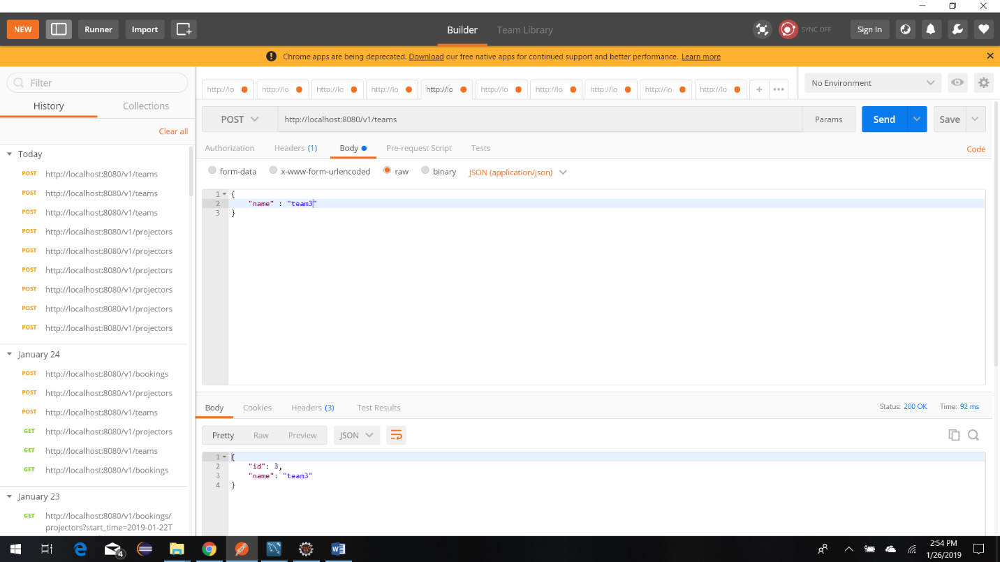 NEW Runner Import Builder Team Library SYNC OFF Sign In
Chrome apps are being deprecated. Download our free native apps for continued support and better performance. Learn more
Filter
History Collections
Clear all
Today
POST http://localhost:8080/v1/teams
POST http://localhost:8080/v1/teams
POST http://localhost:8080/v1/teams
POST http://localhost:8080/v1/projectors
POST http://localhost:8080/v1/projectors
POST http://localhost:8080/v1/projectors
POST http://localhost:8080/v1/projectors
POST http://localhost:8080/v1/projectors
POST http://localhost:8080/v1/projectors
January 24
POST http://localhost:8080/v1/bookings
POST http://localhost:8080/v1/projectors
POST http://localhost:8080/v1/teams
GET http://localhost:8080/v1/projectors
GET http://localhost:8080/v1/teams
GET http://localhost:8080/v1/bookings
January 23
GET http://localhost:8080/v1/bookings/
projectors?start_time=2019-01-22T
http://lo http://lo http://lo http://lo http://lo http://lo http://lo http://lo http://lo http://lo + •••
No Environment
POST http://localhost:8080/v1/teams Params Send Save
Authorization Headers (1) Body Pre-request Script Tests Code
form-data x-www-form-urlencoded raw binary JSON (application/json)
1 {
2 "name" : "team3"
3 }
Body Cookies Headers (3) Test Results Status: 200 OK Time: 92 ms
Pretty Raw Preview JSON
1 {
2 "id": 3,
3 "name": "team3"
4 }
4
2:54 PM
1/26/2019